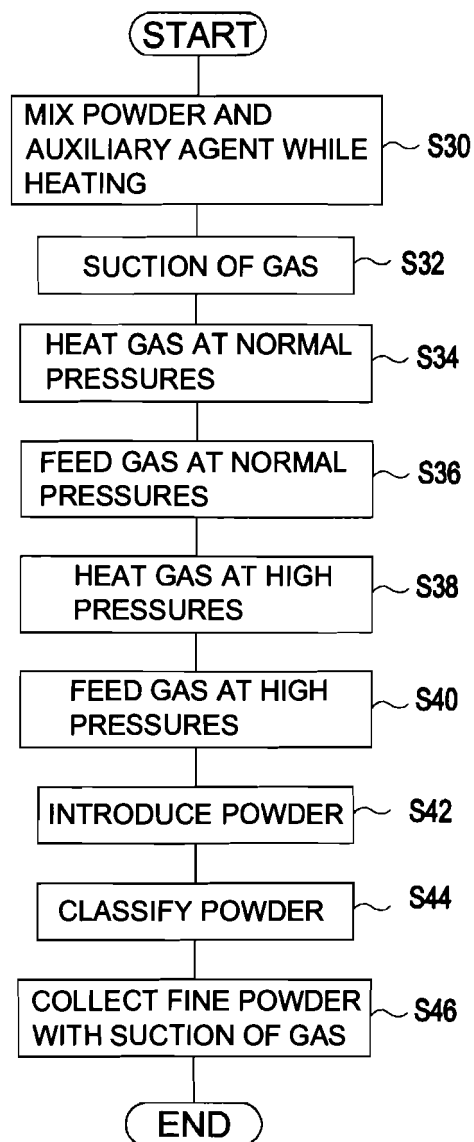 START
MIX POWDER AND
AUXILIARY AGENT WHILE
HEATING
S30
SUCTION OF GAS
S32
HEAT GAS AT NORMAL
PRESSURES
S34
FEED GAS AT NORMAL
PRESSURES
S36
HEAT GAS AT HIGH
PRESSURES
S38
FEED GAS AT HIGH
PRESSURES
S40
INTRODUCE POWDER
S42
CLASSIFY POWDER
S44
COLLECT FINE POWDER
WITH SUCTION OF GAS
S46
END